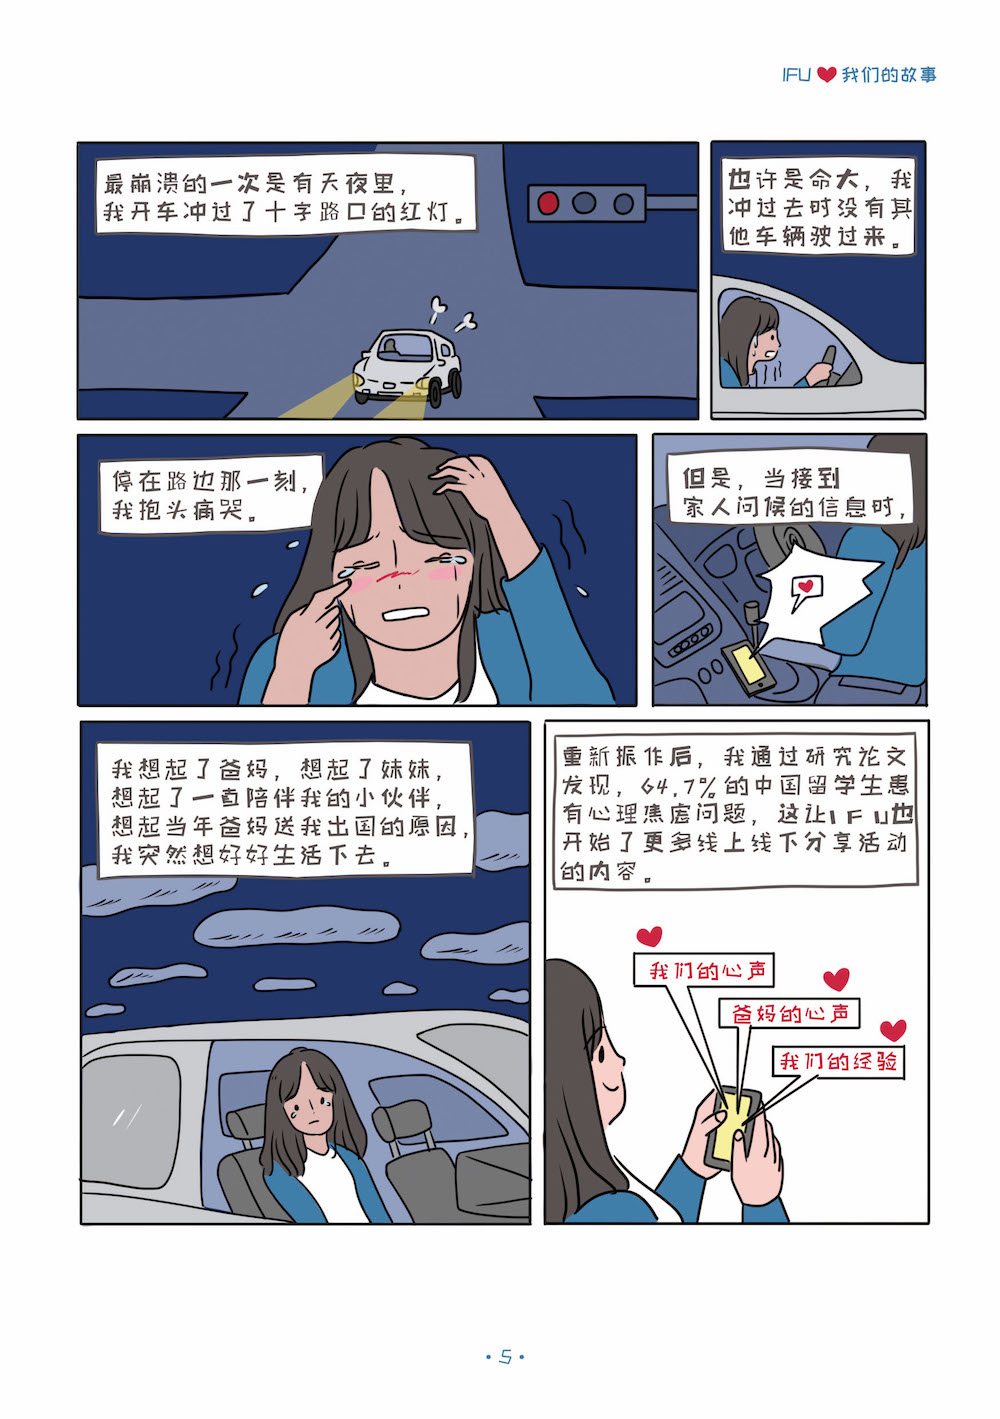 IFU ❤ 我们的故事
最崩溃的一次是有天夜里，
我开车冲过了十字路口的红灯。
也许是命大，我
冲过去时没有其
他车辆驶过来。
停在路边那一刻，
我抱头痛哭。
但是，当接到
家人问候的信息时，
我想起了爸妈，想起了妹妹，
想起了一直陪伴我的小伙伴，
想起当年爸妈送我出国的原因，
我突然想好好生活下去。
重新振作后，我通过研究论文
发现，64.7%的中国留学生患
有心理焦虑问题，这让IFU也
开始了更多线上线下分享活动
的内容。
我们的心声
爸妈的心声
我们的经验
·5·